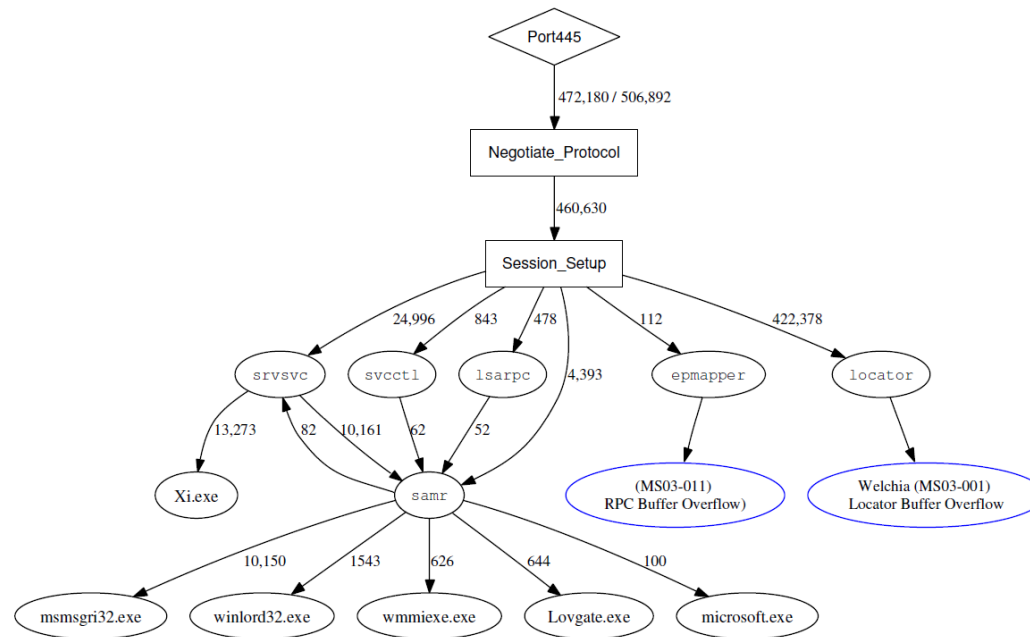 Port445
472,180 / 506,892
Negotiate_Protocol
460,630
Session_Setup
24,996
843
478
112
422,378
4,393
srvsvc
svcctl
lsarpc
epmapper
locator
13,273
82
10,161
62
52
Xi.exe
samr
(MS03-011)
RPC Buffer Overflow)
Welchia (MS03-001)
Locator Buffer Overflow
10,150
1543
626
644
100
msmsgri32.exe
winlord32.exe
wmmiexe.exe
Lovgate.exe
microsoft.exe